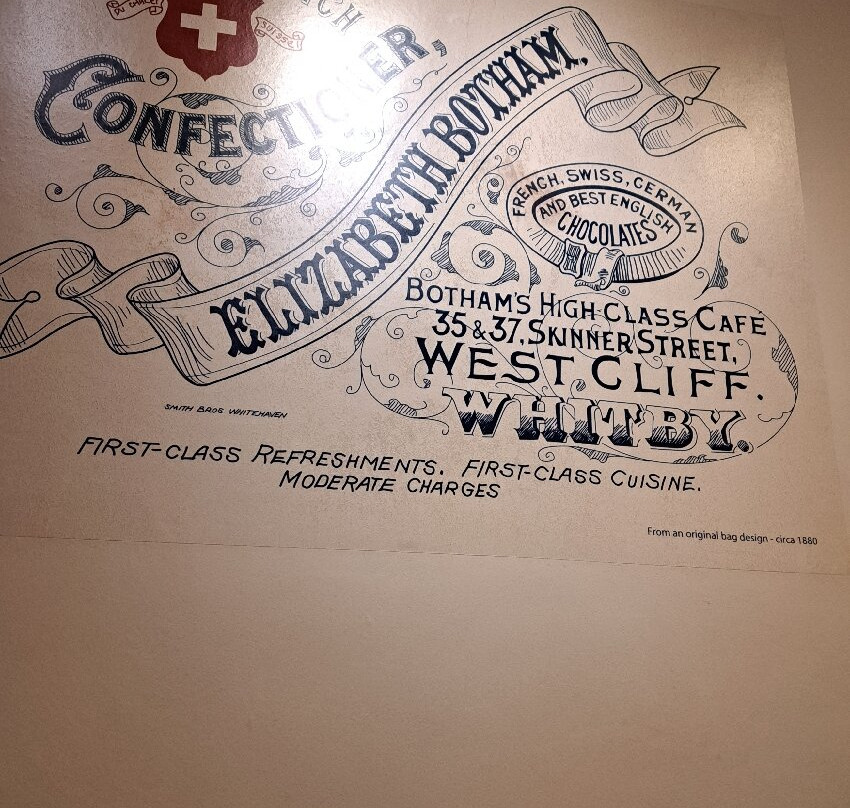 SUISSE
CONFECTIONER,
ELIZABETH BOTHAM.
FRENCH, SWISS, GERMAN
AND BEST ENGLISH
CHOCOLATES
BOTHAM'S HIGH-CLASS CAFÉ
35 & 37, SKINNER STREET,
WEST CLIFF.
WHITBY.
SMITH BROS WHITEHAVEN
FIRST-CLASS REFRESHMENTS. FIRST-CLASS CUISINE.
MODERATE CHARGES
From an original bag design - circa 1880